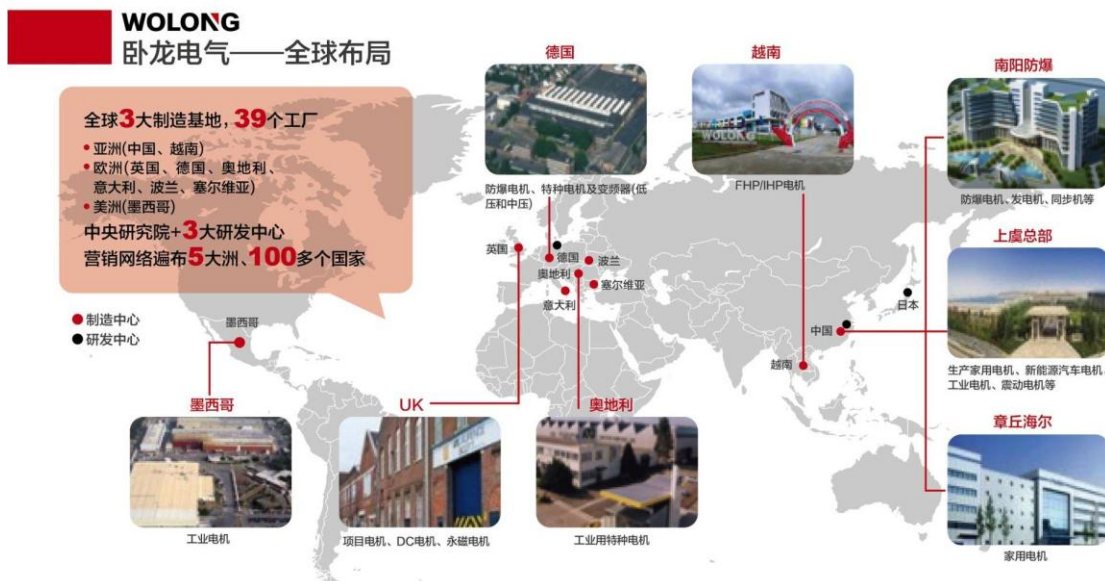 WOLONG
卧龙电气——全球布局
全球3大制造基地，39个工厂
• 亚洲(中国、越南)
• 欧洲(英国、德国、奥地利、
意大利、波兰、塞尔维亚)
• 美洲(墨西哥)
中央研究院+3大研发中心
营销网络遍布5大洲、100多个国家
制造中心
研发中心
德国
防爆电机、特种电机及变频器(低
压和中压)
越南
WOLONG
FHP/IHP电机
南阳防爆
防爆电机、发电机、同步机等
上虞总部
生产家用电机、新能源汽车电机、
工业电机、震动电机等
章丘海尔
家用电机
英国
德国
波兰
奥地利
塞尔维亚
意大利
日本
中国
越南
墨西哥
墨西哥
工业电机
UK
项目电机、DC电机、永磁电机
奥地利
工业用特种电机